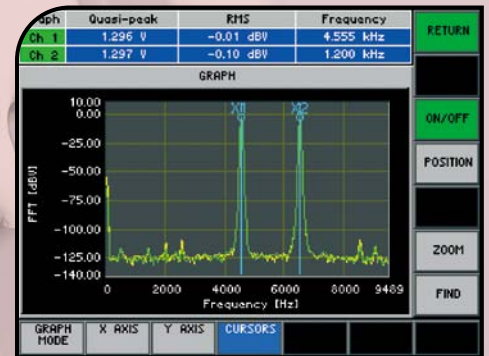 Quasi-peak RMS Frequency
Ch 1 1.296 V -0.01 dBV 4.555 kHz
Ch 2 1.297 V -0.10 dBV 1.200 kHz
GRAPH
RETURN
ON/OFF
POSITION
ZOOM
FIND
FFT [dBV]
10.00
0.00
-25.00
-50.00
-75.00
-100.00
-125.00
-140.00
0 2000 4000 6000 8000 9489
Frequency [Hz]
GRAPH MODE X AXIS Y AXIS CURSORS